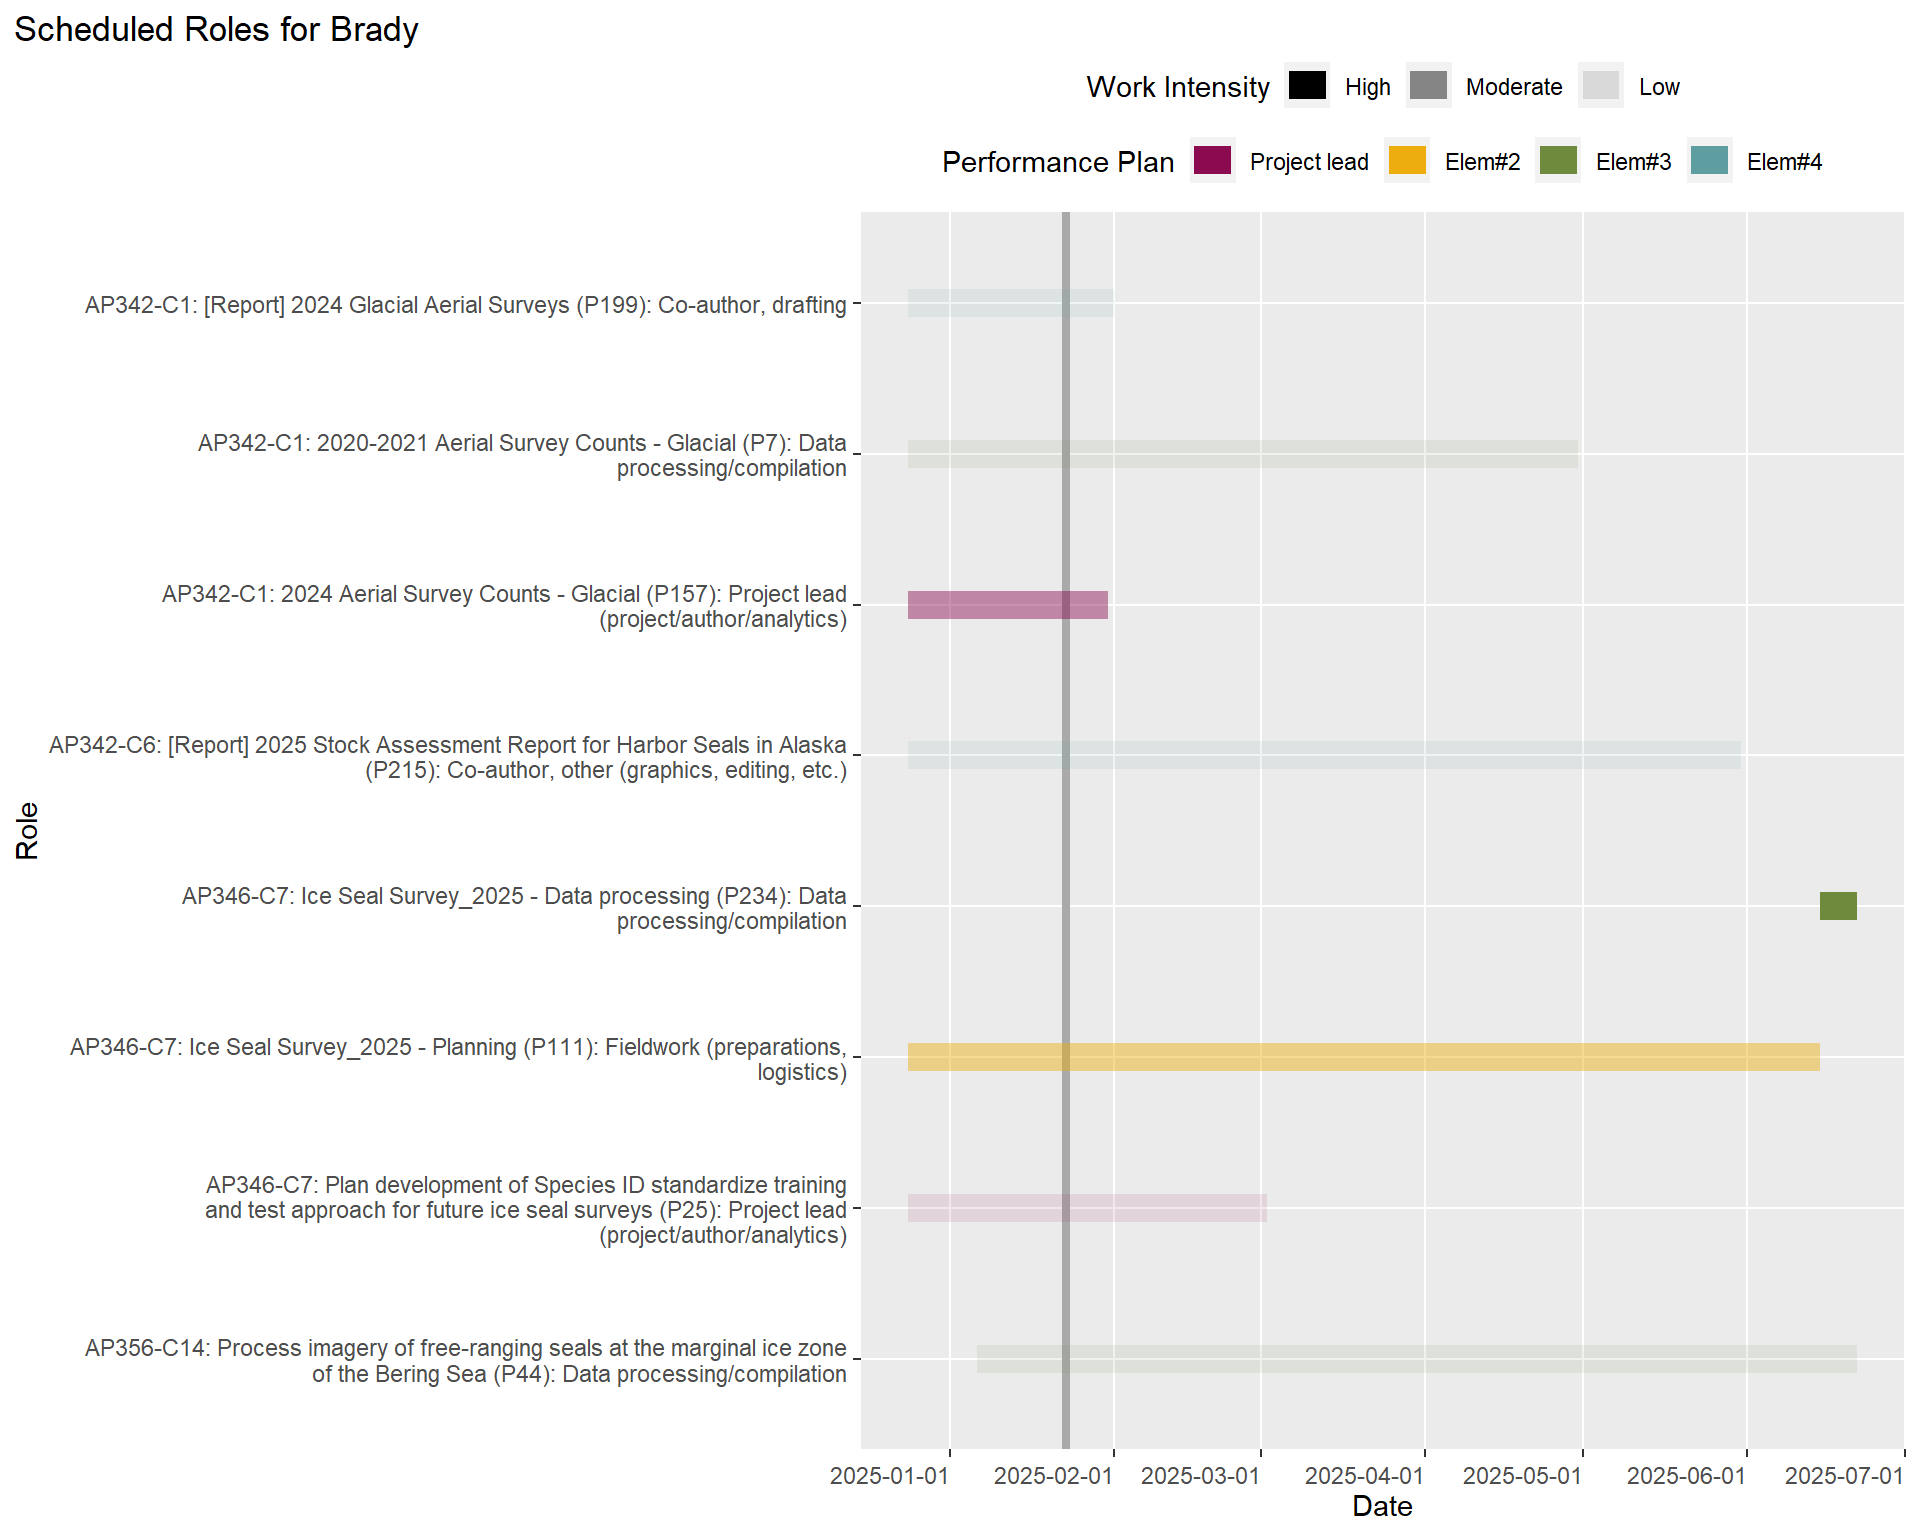 Scheduled Roles for Brady
Work Intensity High Moderate Low
Performance Plan Project lead Elem#2 Elem#3 Elem#4
AP342-C1: [Report] 2024 Glacial Aerial Surveys (P199): Co-author, drafting
AP342-C1: 2020-2021 Aerial Survey Counts - Glacial (P7): Data
processing/compilation
AP342-C1: 2024 Aerial Survey Counts - Glacial (P157): Project lead
(project/author/analytics)
AP342-C6: [Report] 2025 Stock Assessment Report for Harbor Seals in Alaska
(P215): Co-author, other (graphics, editing, etc.)
Role
AP346-C7: Ice Seal Survey_2025 - Data processing (P234): Data
processing/compilation
AP346-C7: Ice Seal Survey_2025 - Planning (P111): Fieldwork (preparations,
logistics)
AP346-C7: Plan development of Species ID standardize training
and test approach for future ice seal surveys (P25): Project lead
(project/author/analytics)
AP356-C14: Process imagery of free-ranging seals at the marginal ice zone
of the Bering Sea (P44): Data processing/compilation
2025-01-01 2025-02-01 2025-03-01 2025-04-01 2025-05-01 2025-06-01 2025-07-01
Date